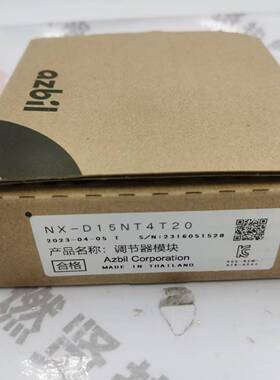 azbil
NX-D15NT4T20
2023-04-05 T S/N:2316051528
产品名称: 调节器模块
Azbil Corporation
合格
MADE IN THAILAND